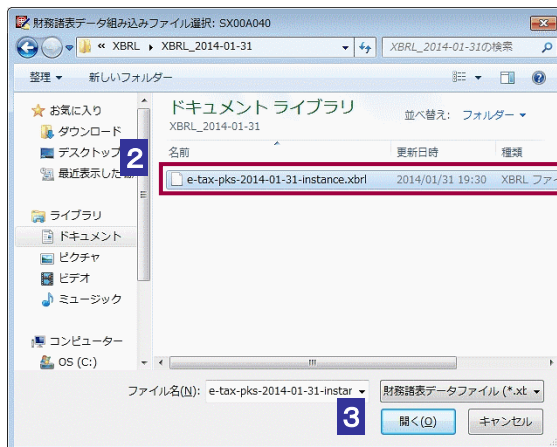 財務諸表データ組み込みファイル選択: SX00A040
« XBRL XBRL_2014-01-31
XBRL_2014-01-31の検索
整理 新しいフォルダー
お気に入り
ダウンロード
デスクトップ
最近表示した
ライブラリ
ドキュメント
ピクチャ
ビデオ
ミュージック
コンピューター
OS (C:)
2
ドキュメント ライブラリ
XBRL_2014-01-31
並べ替え: フォルダー
名前 更新日時 種類
e-tax-pks-2014-01-31-instance.xbrl 2014/01/31 19:30 XBRL ファイ
ファイル名(N): e-tax-pks-2014-01-31-instar
財務諸表データファイル (*.xt
3
開く(O) キャンセル